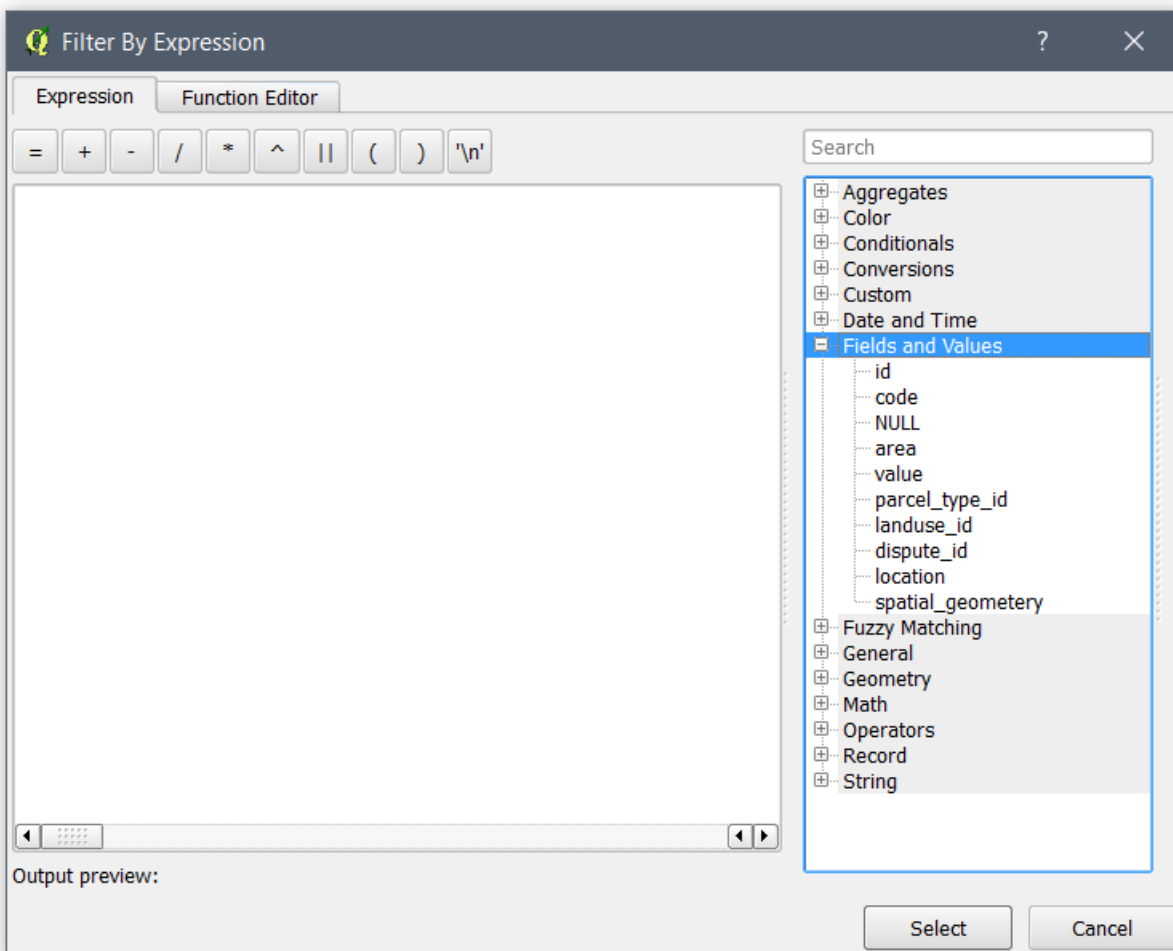 Filter By Expression ? ×
Expression Function Editor
= + - / * ^ || ( ) '\n'
Search
Aggregates
Color
Conditionals
Conversions
Custom
Date and Time
Fields and Values
id
code
NULL
area
value
parcel_type_id
landuse_id
dispute_id
location
spatial_geometery
Fuzzy Matching
General
Geometry
Math
Operators
Record
String
Output preview:
Select Cancel